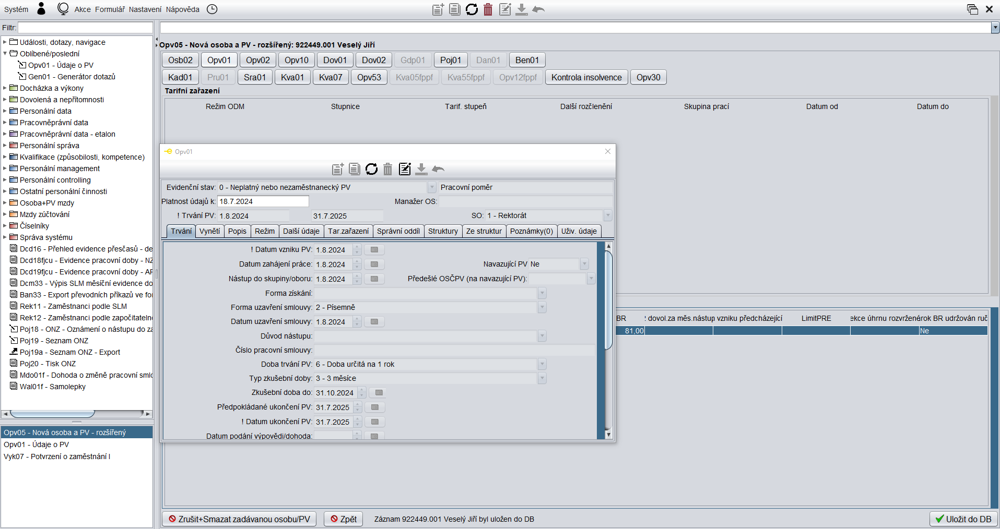 Systém Akce Formulář Nastavení Nápověda
Filtr:
Události, dotazy, navigace
Oblíbené/poslední
Opv01 - Údaje o PV
Gen01 - Generátor dotazů
Docházka a výkony
Dovolená a nepřítomnosti
Personální data
Pracovněprávní data
Pracovněprávní data - etalon
Personální správa
Kvalifikace (způsobilosti, kompetence)
Personální management
Personální controlling
Ostatní personální činnosti
Osoba+PV mzdy
Mzdy zúčtování
Číselníky
Správa systému
Dcd16 - Přehled evidence přesčasů - de
Dcd18fjcu - Evidence pracovní doby - NZ
Dcd19fjcu - Evidence pracovní doby - AF
Dcm33 - Výpis SLM měsíční evidence do
Ban33 - Export převodních příkazů ve for
Rek11 - Zaměstnanci podle SLM
Rek12 - Zaměstnanci podle započitateln
Poj18 - ONZ - Oznámení o nástupu do za
Poj19 - Seznam ONZ
Poj19a - Seznam ONZ - Export
Poj20 - Tisk ONZ
Mdo01f - Dohoda o změně pracovní smlo
Wal01f - Samolepky
Opv05 - Nová osoba a PV - rozšířený
Opv01 - Údaje o PV
Vyk07 - Potvrzení o zaměstnání I
Opv05 - Nová osoba a PV - rozšířený: 922449.001 Veselý Jiří
Osb02 Opv01 Opv02 Opv10 Dov01 Dov02 Gdp01 Poj01 Dan01 Ben01
Kad01 Pru01 Sra01 Kva01 Kva07 Opv53 Kva05fppf Kva55fppf Opv12fppf Kontrola insolvence Opv30
Tarifní zařazení
Režim ODM Stupnice Tarif. stupeň Další rozčlenění Skupina prací Datum od Datum do
Opv01
Evidenční stav: 0 - Neplatný nebo nezaměstnanecký PV Pracovní poměr
Platnost údajů k: 18.7.2024 Manažer OS:
! Trvání PV: 1.8.2024 31.7.2025 SO: 1 - Rektorát
Trvání Vynětí Popis Režim Další údaje Tar.zařazení Správní oddíl Struktury Ze struktur Poznámky(0) Uživ. údaje
! Datum vzniku PV: 1.8.2024
Datum zahájení práce: 1.8.2024 Navazující PV Ne
Nástup do skupiny/oboru: 1.8.2024 Předešlé OSČPV (na navazující PV):
Forma získání:
Forma uzavření smlouvy: 2 - Písemně
Datum uzavření smlouvy: 1.8.2024
Důvod nástupu:
Číslo pracovní smlouvy:
Doba trvání PV: 6 - Doba určitá na 1 rok
Typ zkušební doby: 3 - 3 měsíce
Zkušební doba do: 31.10.2024
Předpokládané ukončení PV: 31.7.2025
! Datum ukončení PV: 31.7.2025
Datum podání výpovědi/dohoda:
BR dovol.za měs.nástup vzniku předcházející LimitPRE ekce úhrnu rozvržené rok BR udržován ruč
81,00 Ne
Zrušit+Smazat zadávanou osobu/PV Zpět Záznam 922449.001 Veselý Jiří byl uložen do DB Uložit do DB